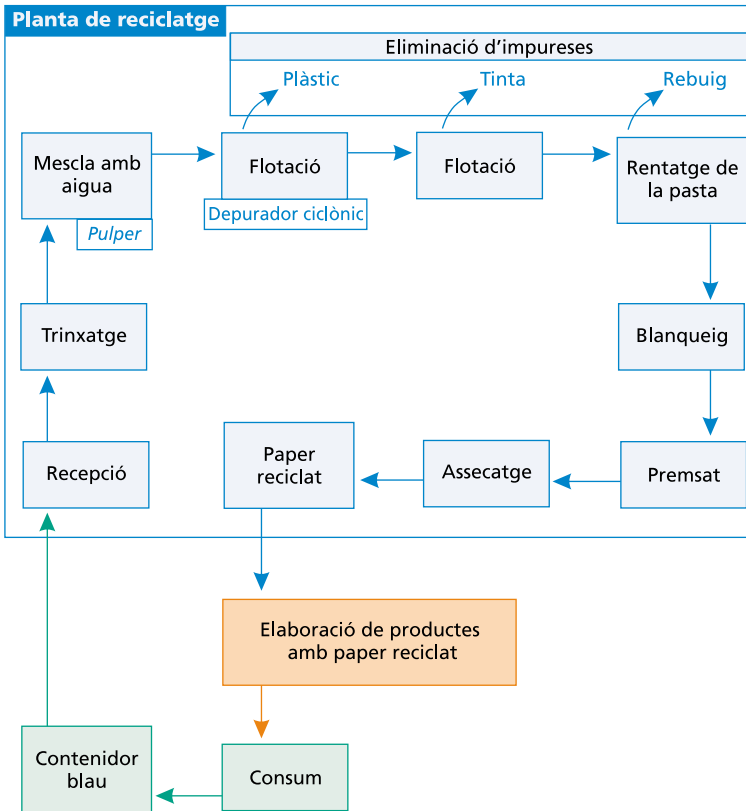 Planta de reciclatge
Eliminació d’impureses
Plàstic
Tinta
Rebuig
Mescla amb
aigua
Pulper
Flotació
Depurador ciclònic
Flotació
Rentatge de
la pasta
Trinxatge
Blanqueig
Recepció
Paper
reciclat
Assecatge
Premsat
Elaboració de productes
amb paper reciclat
Contenidor
blau
Consum